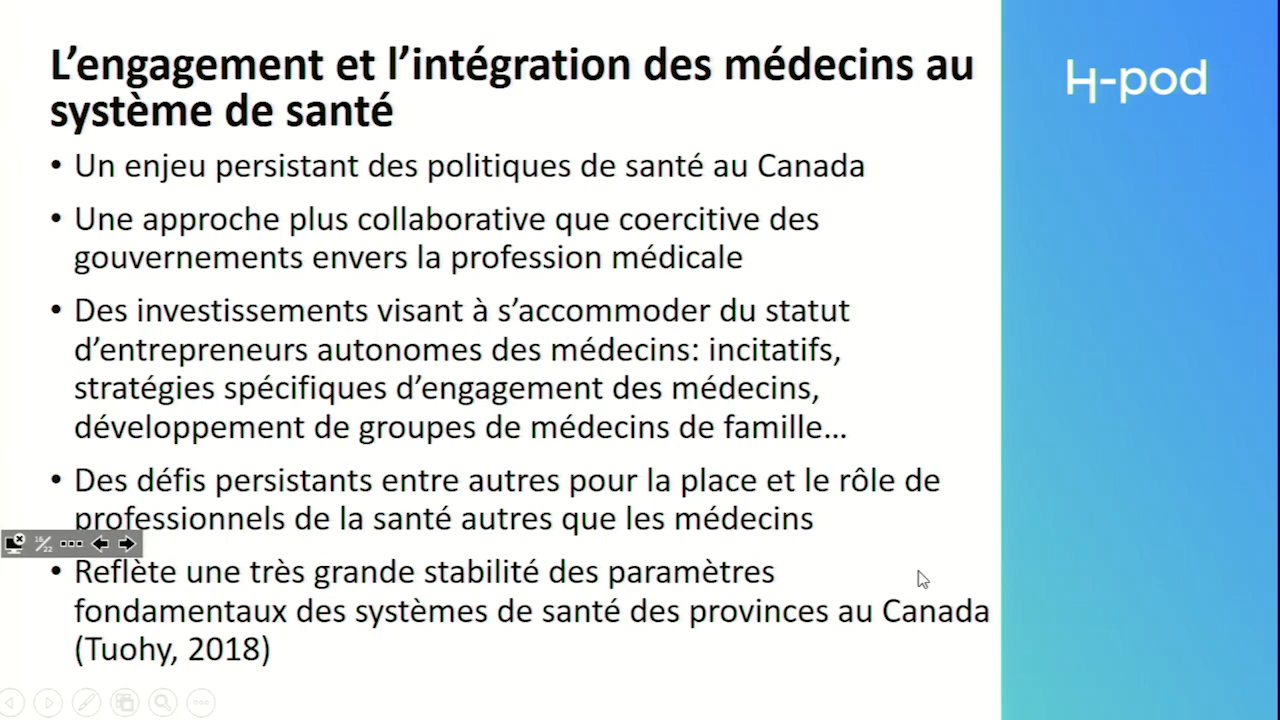 L’engagement et l’intégration des médecins au
système de santé
H-pod
• Un enjeu persistant des politiques de santé au Canada
• Une approche plus collaborative que coercitive des
gouvernements envers la profession médicale
• Des investissements visant à s’accommoder du statut
d’entrepreneurs autonomes des médecins: incitatifs,
stratégies spécifiques d’engagement des médecins,
développement de groupes de médecins de famille…
• Des défis persistants entre autres pour la place et le rôle de
professionnels de la santé autres que les médecins
16/22
• Reflète une très grande stabilité des paramètres
fondamentaux des systèmes de santé des provinces au Canada
(Tuohy, 2018)